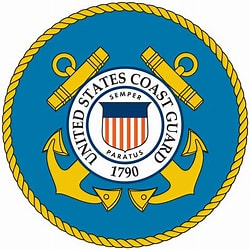 UNITED STATES COAST GUARD
SEMPER
PARATUS
1790